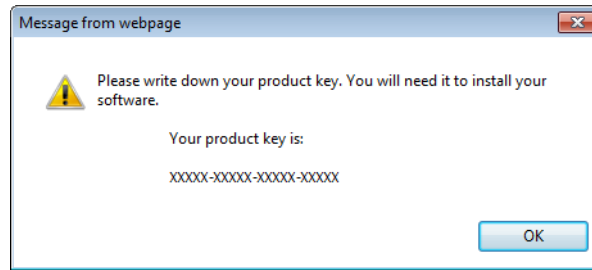 Message from webpage
Please write down your product key. You will need it to install your
software.
Your product key is:
XXXXX-XXXXX-XXXXX-XXXXX
OK